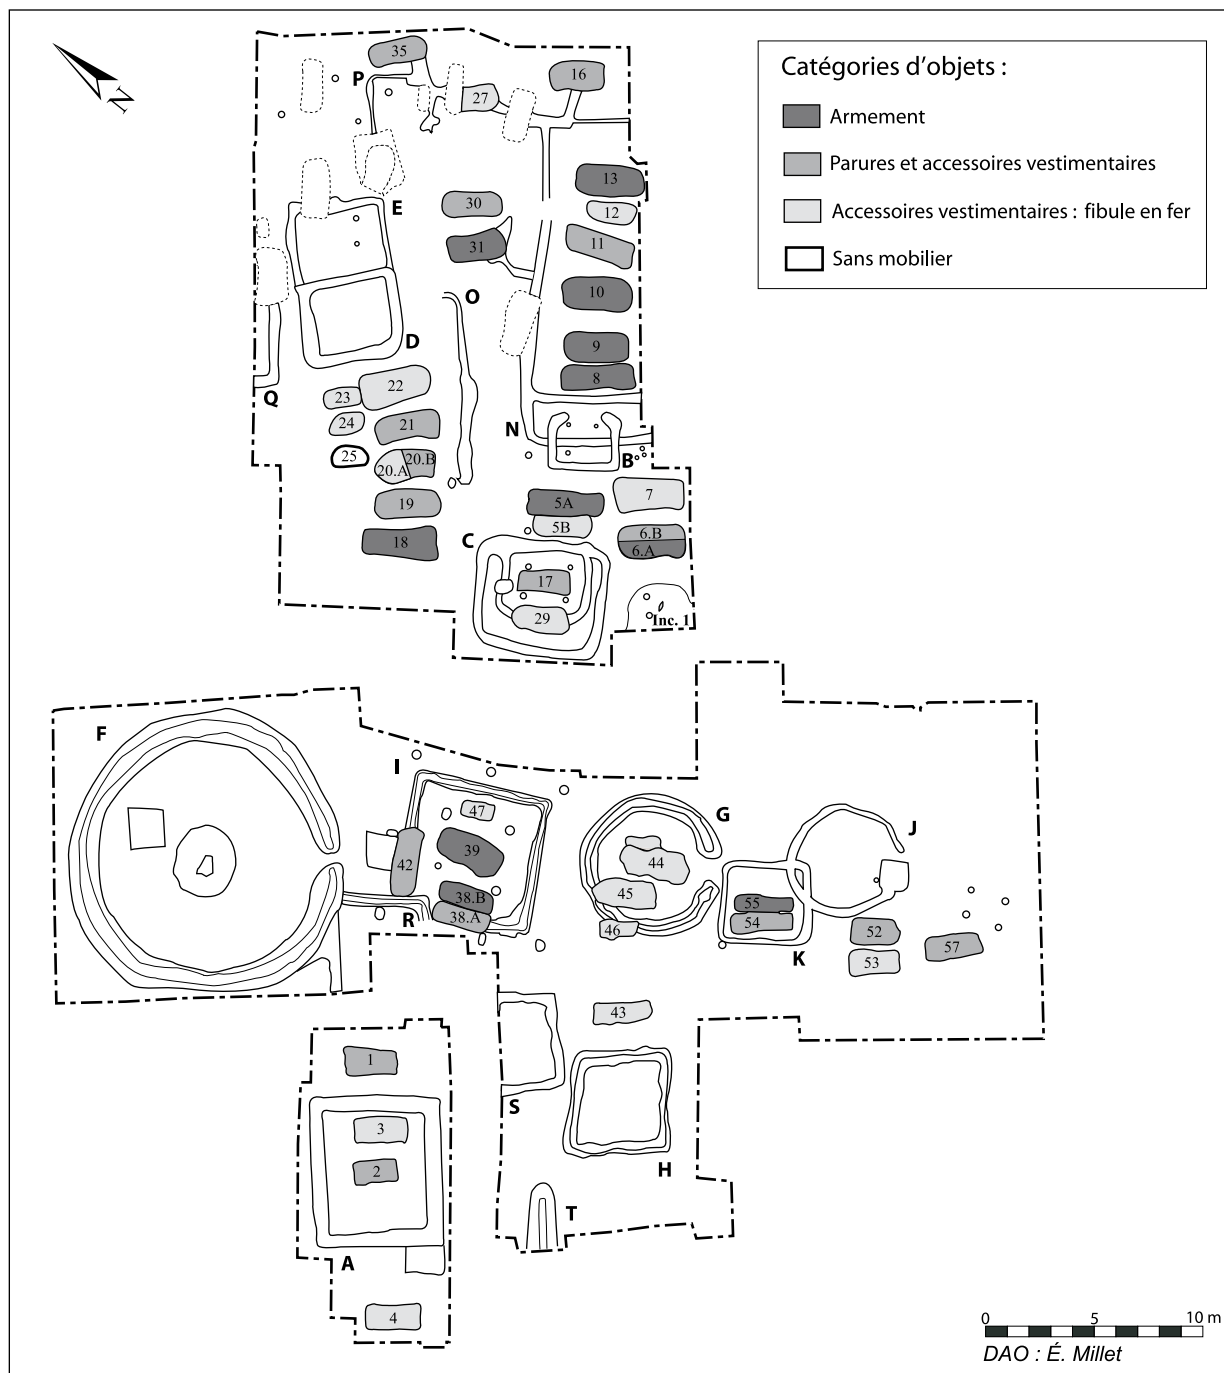 N
Catégories d'objets :
Armement
Parures et accessoires vestimentaires
Accessoires vestimentaires : fibule en fer
Sans mobilier
35
P
27
16
13
12
11
30
31
E
10
O
9
8
D
Q
22
23
24
21
25
20.A
20.B
N
B
19
18
5A
5B
7
6.B
6.A
C
17
29
Inc. 1
F
I
47
39
42
38.B
38.A
R
G
44
45
46
J
55
54
K
52
53
57
43
S
H
T
1
3
2
A
4
0 5 10 m
DAO : É. Millet